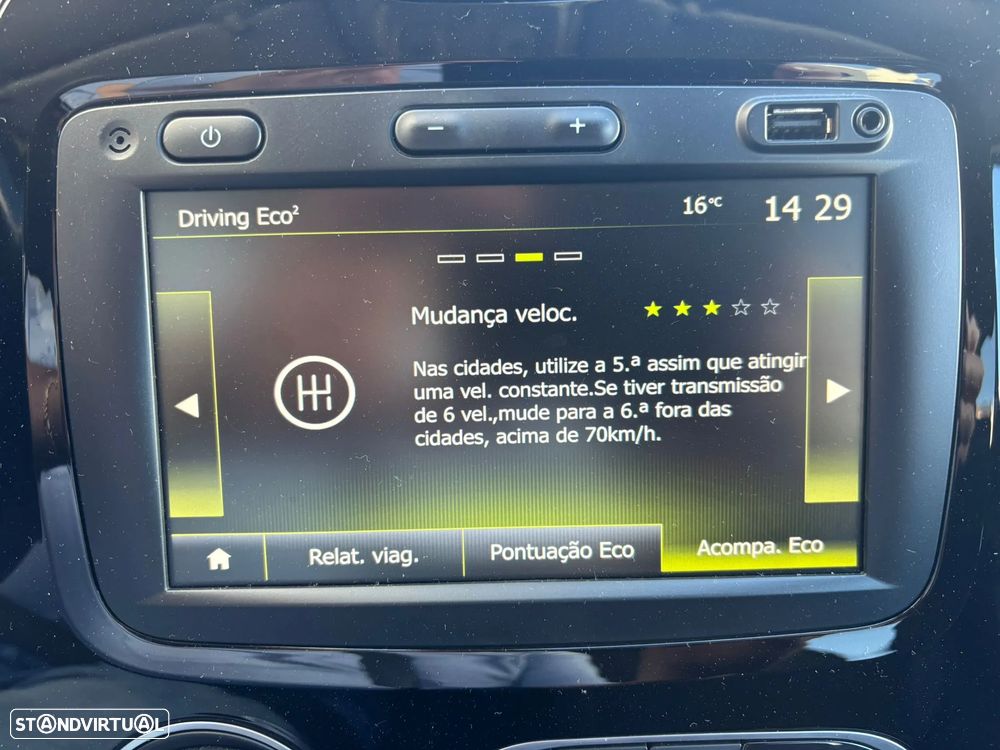 Driving Eco²
16°C
14 29
Mudança veloc.
Nas cidades, utilize a 5.ª assim que atingir
uma vel. constante.Se tiver transmissão
de 6 vel.,mude para a 6.ª fora das
cidades, acima de 70km/h.
Relat. viag.
Pontuação Eco
Acompa. Eco
STANDVIRTUAL